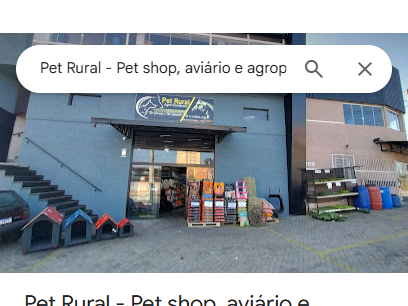 Pet Rural - Pet shop, aviário e agrop
Pet Rural
Pet Rural - Pet shop, aviário e